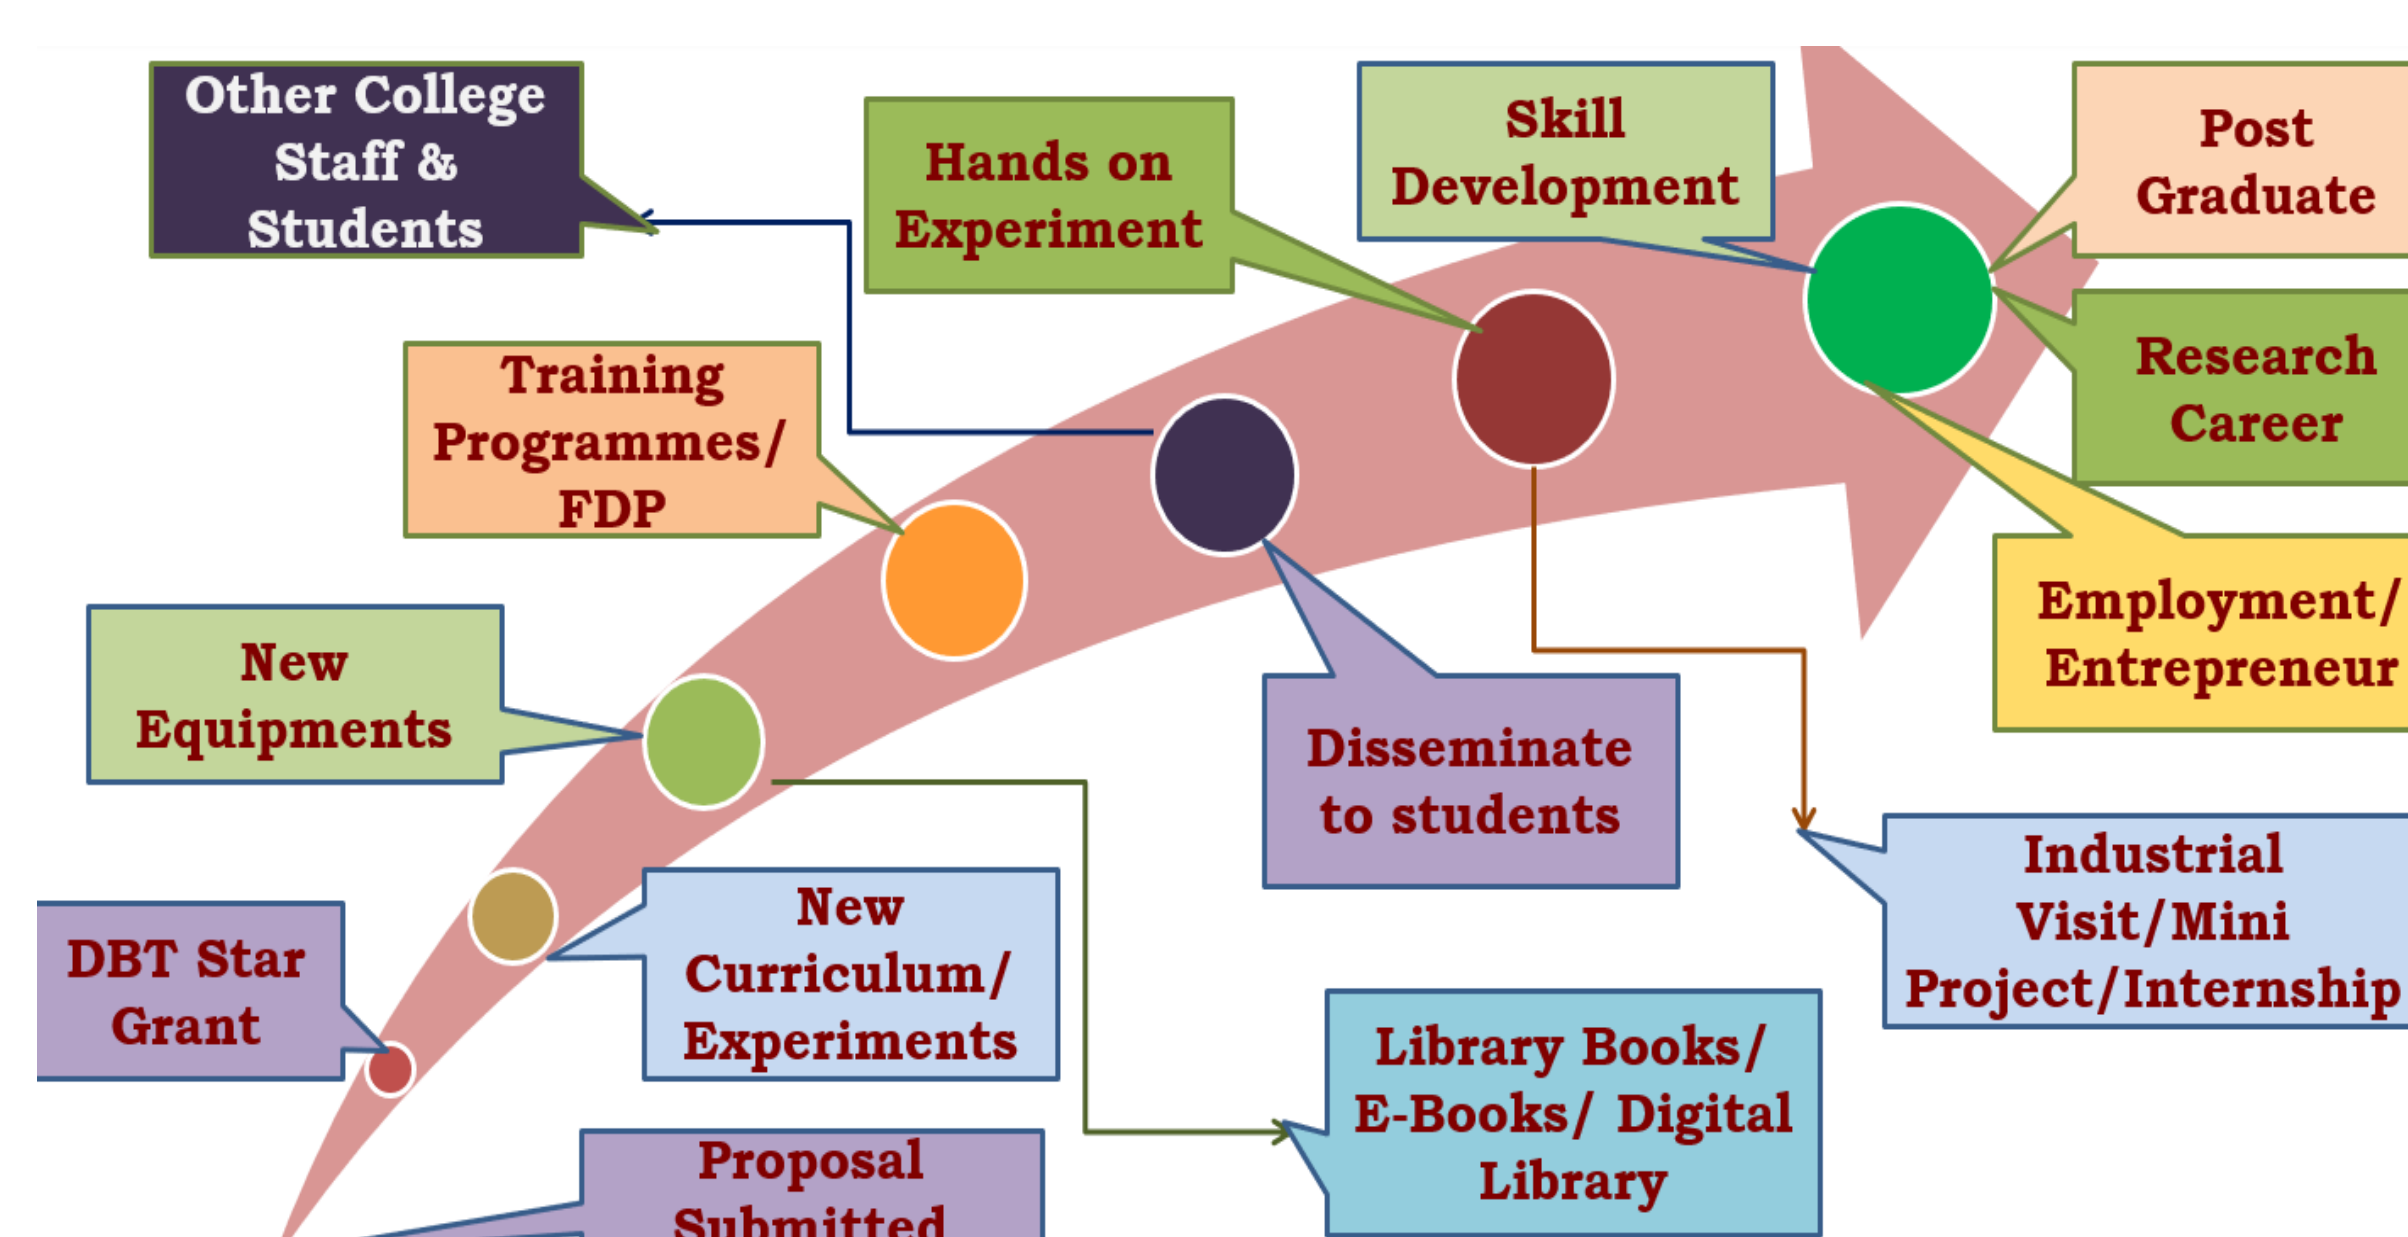 Other College
Staff &
Students
Hands on
Experiment
Skill
Development
Post
Graduate
Research
Career
Training
Programmes/
FDP
Employment/
Entrepreneur
New
Equipments
Disseminate
to students
Industrial
Visit/Mini
Project/Internship
New
Curriculum/
Experiments
DBT Star
Grant
Library Books/
E-Books/ Digital
Library
Proposal
Submitted